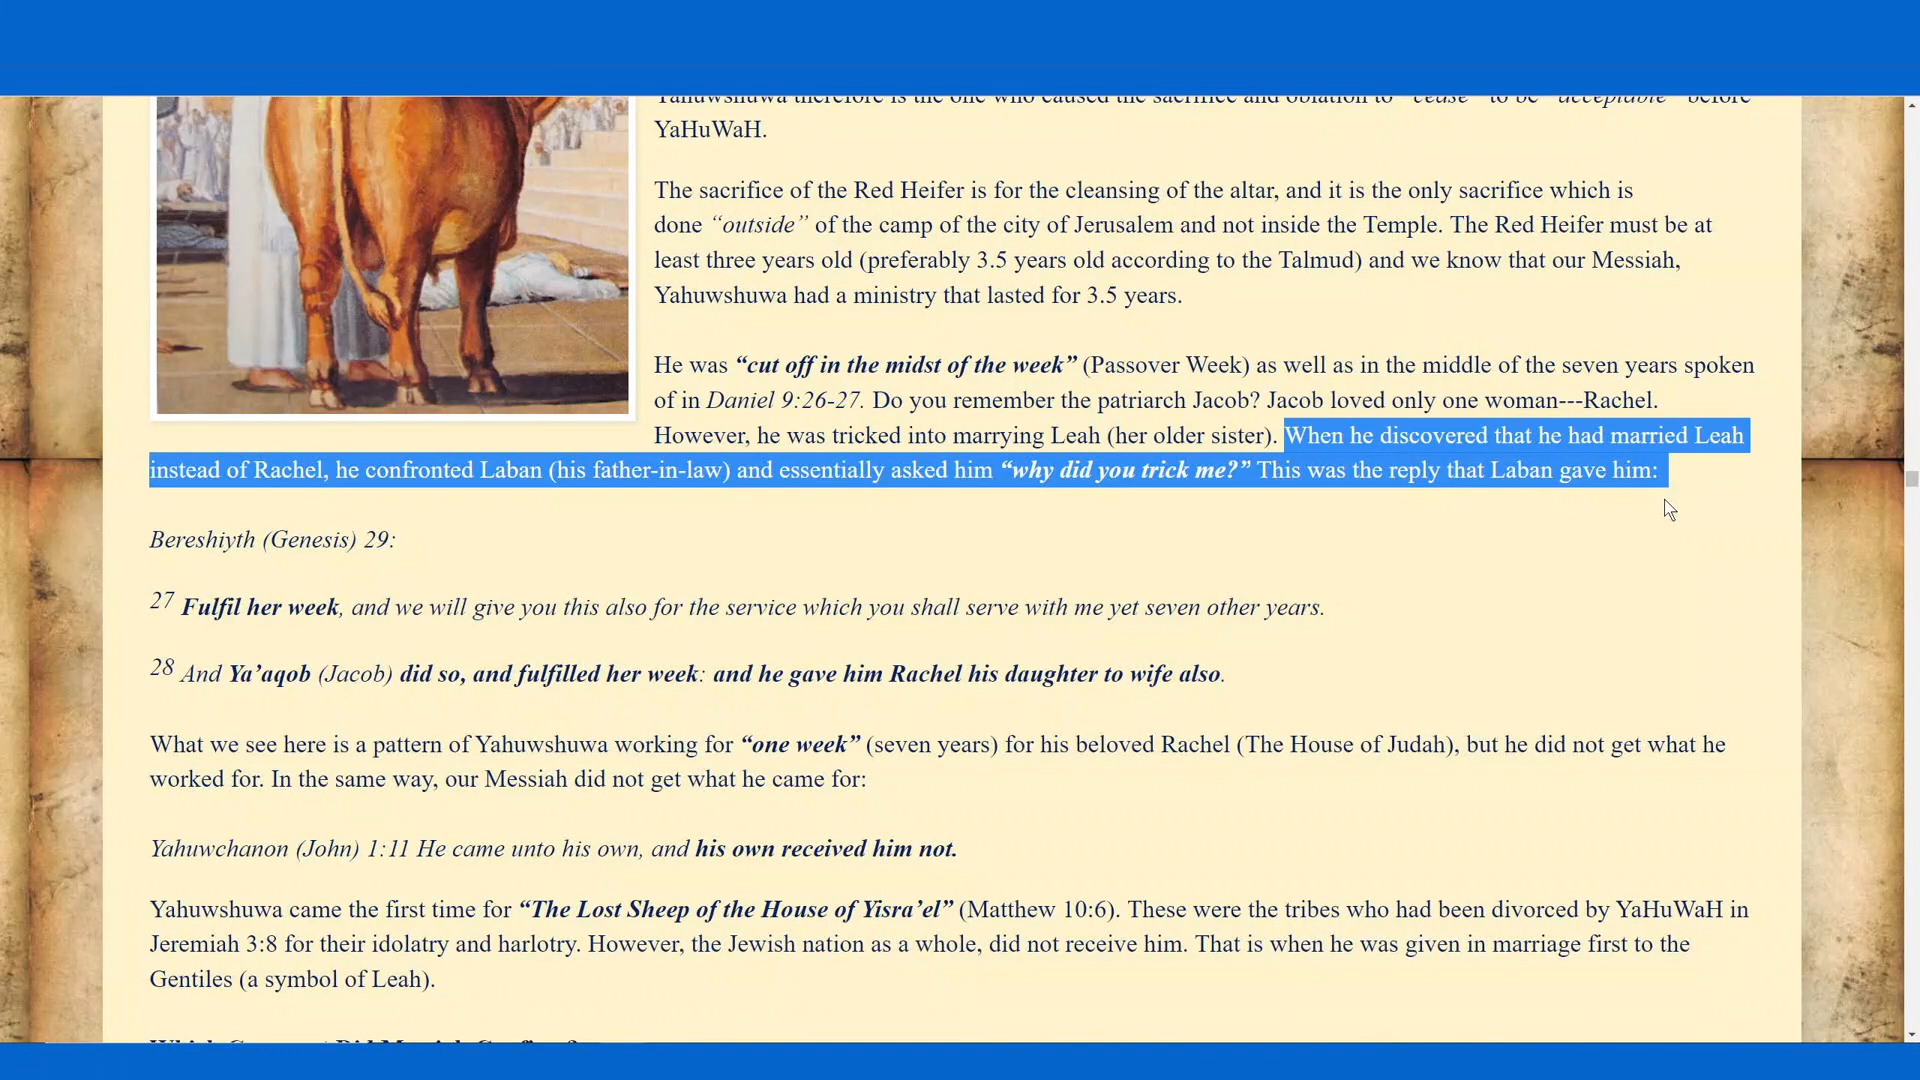 Yahuwshuwa therefore is the one who caused the sacrifice and oblation to “cease” to be “acceptable” before
YaHuWaH.
The sacrifice of the Red Heifer is for the cleansing of the altar, and it is the only sacrifice which is
done “outside” of the camp of the city of Jerusalem and not inside the Temple. The Red Heifer must be at
least three years old (preferably 3.5 years old according to the Talmud) and we know that our Messiah,
Yahuwshuwa had a ministry that lasted for 3.5 years.
He was “cut off in the midst of the week” (Passover Week) as well as in the middle of the seven years spoken
of in Daniel 9:26-27. Do you remember the patriarch Jacob? Jacob loved only one woman---Rachel.
However, he was tricked into marrying Leah (her older sister). When he discovered that he had married Leah
instead of Rachel, he confronted Laban (his father-in-law) and essentially asked him “why did you trick me?” This was the reply that Laban gave him:
Bereshiyth (Genesis) 29:
27 Fulfil her week, and we will give you this also for the service which you shall serve with me yet seven other years.
28 And Ya’aqob (Jacob) did so, and fulfilled her week: and he gave him Rachel his daughter to wife also.
What we see here is a pattern of Yahuwshuwa working for “one week” (seven years) for his beloved Rachel (The House of Judah), but he did not get what he
worked for. In the same way, our Messiah did not get what he came for:
Yahuwchanon (John) 1:11 He came unto his own, and his own received him not.
Yahuwshuwa came the first time for “The Lost Sheep of the House of Yisra’el” (Matthew 10:6). These were the tribes who had been divorced by YaHuWaH in
Jeremiah 3:8 for their idolatry and harlotry. However, the Jewish nation as a whole, did not receive him. That is when he was given in marriage first to the
Gentiles (a symbol of Leah).